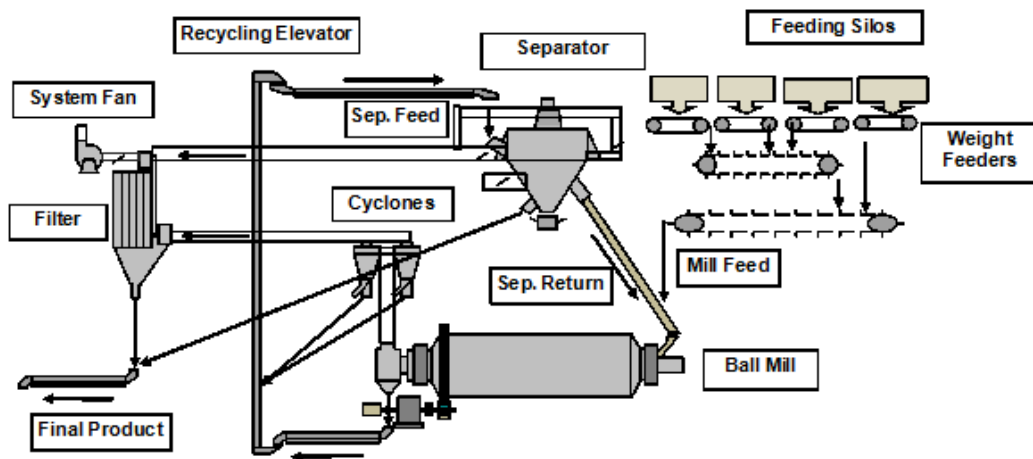 Recycling Elevator
Separator
Feeding Silos
System Fan
Sep. Feed
Weight
Feeders
Filter
Cyclones
Mill Feed
Sep. Return
Ball Mill
Final Product